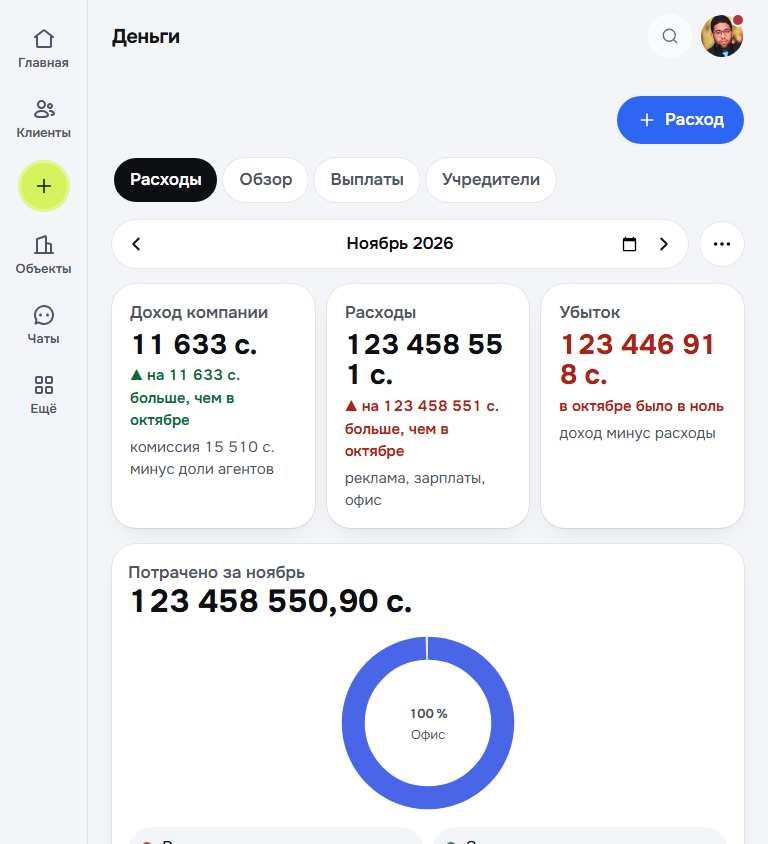 Деньги
Главная
Клиенты
Объекты
Чаты
Ещё
Расход
Расходы
Обзор
Выплаты
Учредители
Ноябрь 2026
Доход компании
11 633 с.
▲ на 11 633 с.
больше, чем в
октябре
комиссия 15 510 с.
минус доли агентов
Расходы
123 458 55
1 с.
▲ на 123 458 551 с.
больше, чем в
октябре
реклама, зарплаты,
офис
Убыток
123 446 91
8 с.
в октябре было в ноль
доход минус расходы
Потрачено за ноябрь
123 458 550,90 с.
100 %
Офис